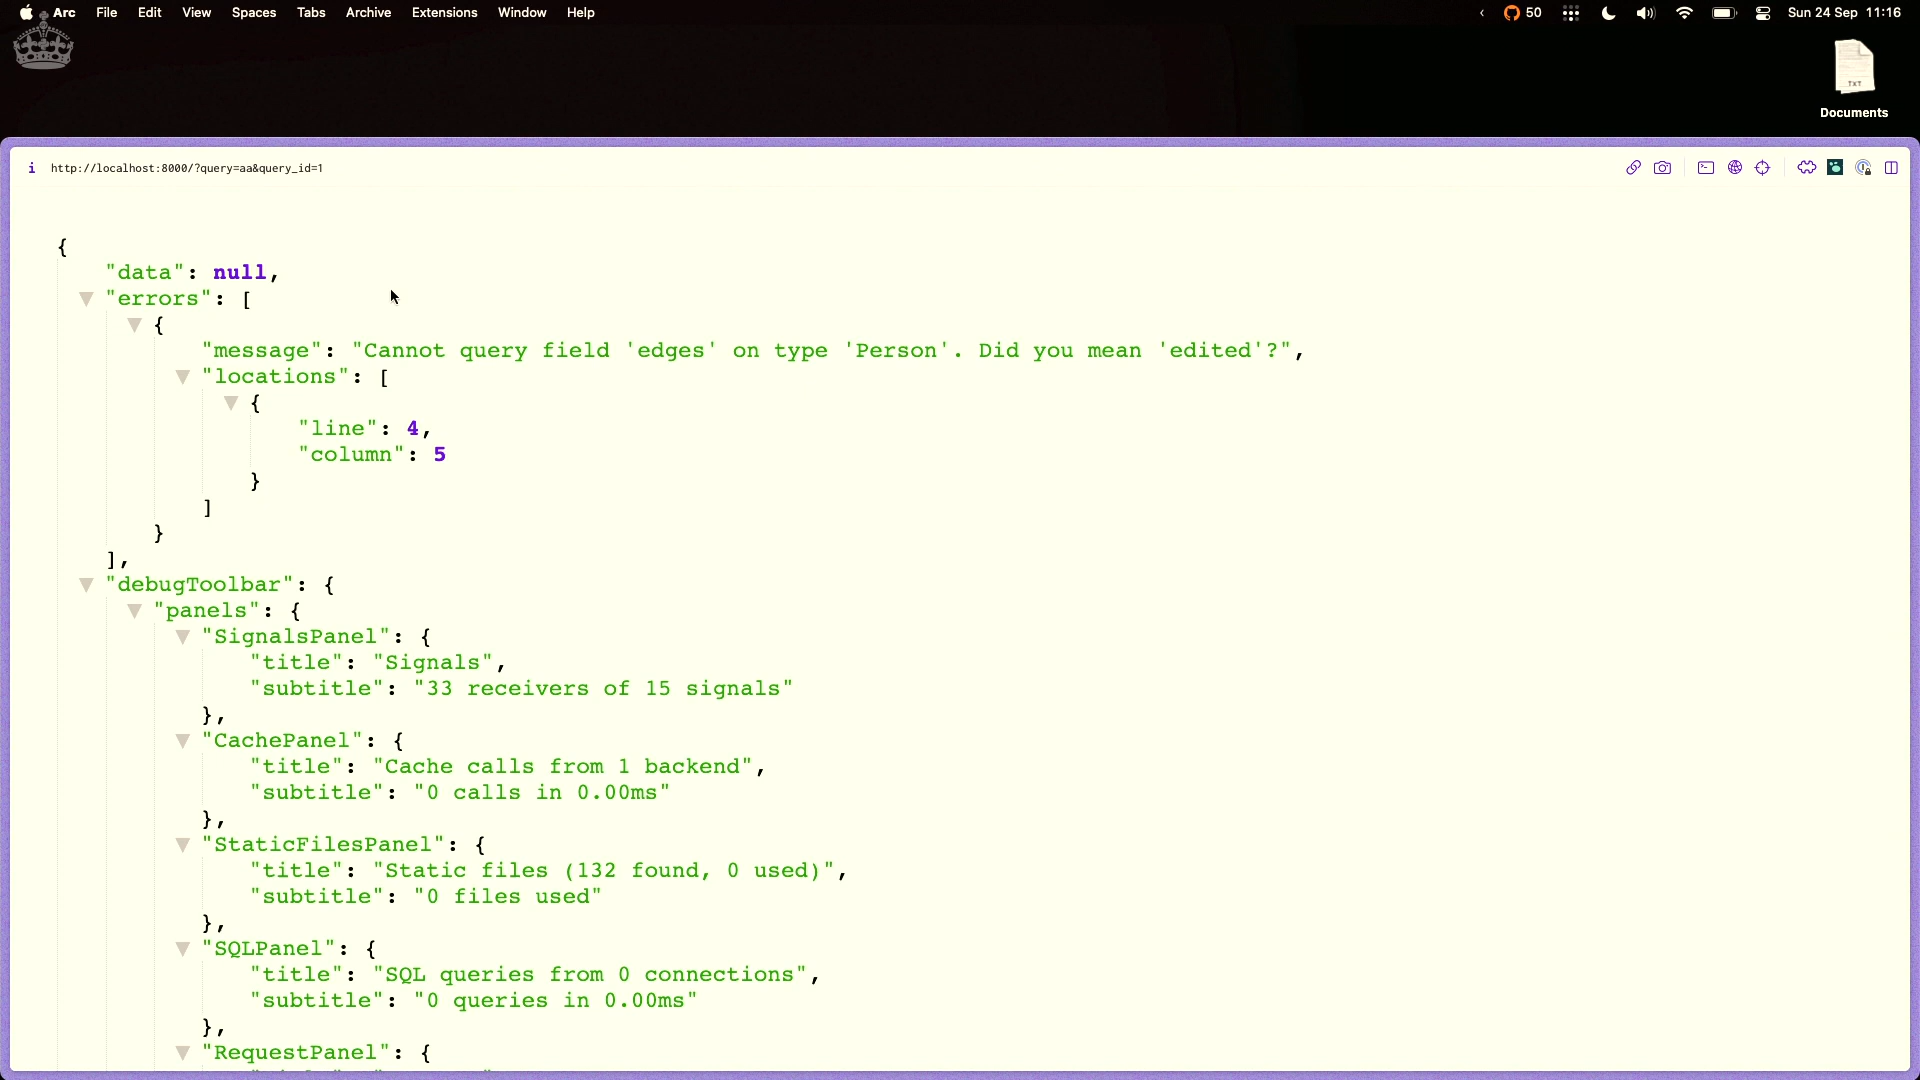 Arc File Edit View Spaces Tabs Archive Extensions Window Help 50 Sun 24 Sep 11:16
TXT
Documents
i http://localhost:8000/?query=aa&query_id=1
{
"data": null,
"errors": [
{
"message": "Cannot query field 'edges' on type 'Person'. Did you mean 'edited'?",
"locations": [
{
"line": 4,
"column": 5
}
]
}
],
"debugToolbar": {
"panels": {
"SignalsPanel": {
"title": "Signals",
"subtitle": "33 receivers of 15 signals"
},
"CachePanel": {
"title": "Cache calls from 1 backend",
"subtitle": "0 calls in 0.00ms"
},
"StaticFilesPanel": {
"title": "Static files (132 found, 0 used)",
"subtitle": "0 files used"
},
"SQLPanel": {
"title": "SQL queries from 0 connections",
"subtitle": "0 queries in 0.00ms"
},
"RequestPanel": {